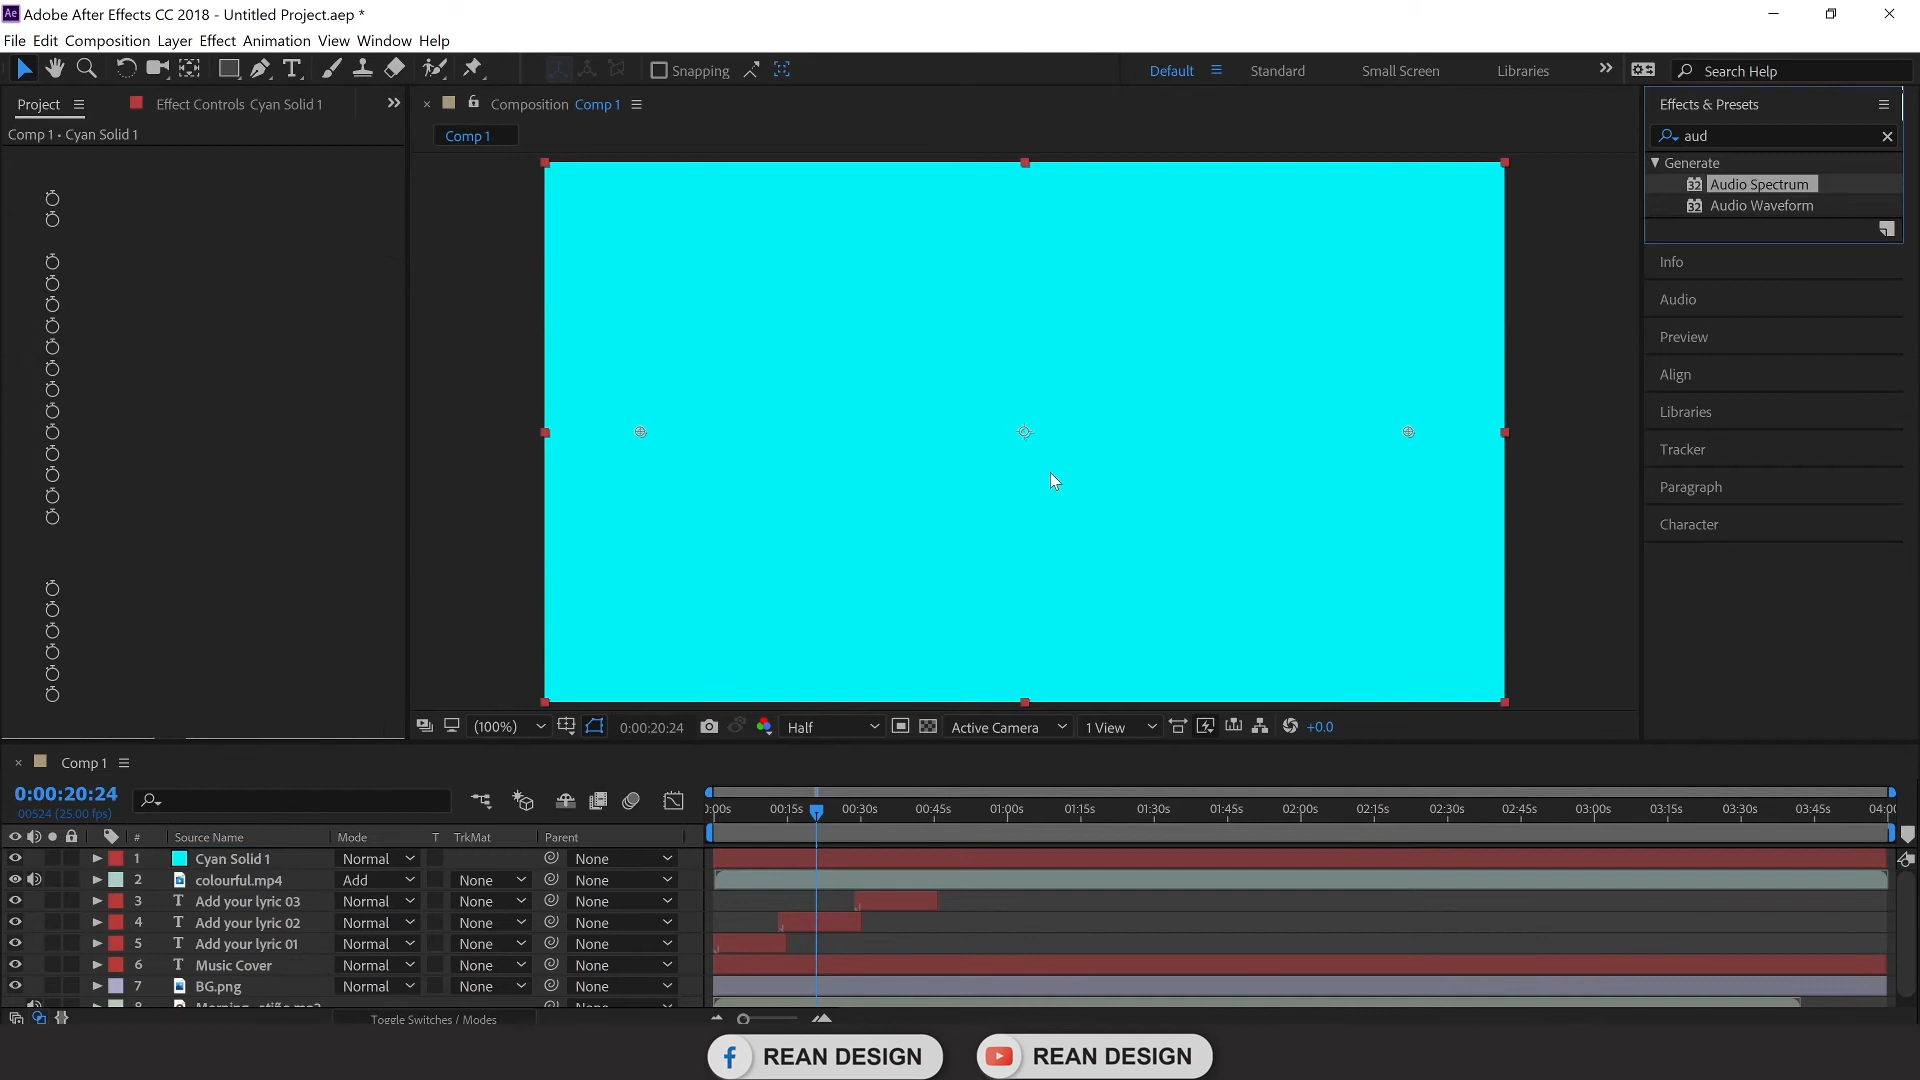 Ae Adobe After Effects CC 2018 - Untitled Project.aep *
File Edit Composition Layer Effect Animation View Window Help
Snapping
Default Standard Small Screen Libraries Search Help
Project Effect Controls Cyan Solid 1
Comp 1 • Cyan Solid 1
Composition Comp 1
Comp 1
Effects & Presets
aud
Generate
32 Audio Spectrum
32 Audio Waveform
Info
Audio
Preview
Align
Libraries
Tracker
Paragraph
Character
(100%) 0:00:20:24 Half Active Camera 1 View +0.0
Comp 1
0:00:20:24
00524 (25.00 fps)
):00s 00:15s 00:30s 00:45s 01:00s 01:15s 01:30s 01:45s 02:00s 02:15s 02:30s 02:45s 03:00s 03:15s 03:30s 03:45s 04:00
# Source Name Mode T TrkMat Parent
1 Cyan Solid 1 Normal None
2 colourful.mp4 Add None None
3 T Add your lyric 03 Normal None None
4 T Add your lyric 02 Normal None None
5 T Add your lyric 01 Normal None None
6 T Music Cover Normal None None
7 BG.png Normal None None
Toggle Switches / Modes
REAN DESIGN REAN DESIGN